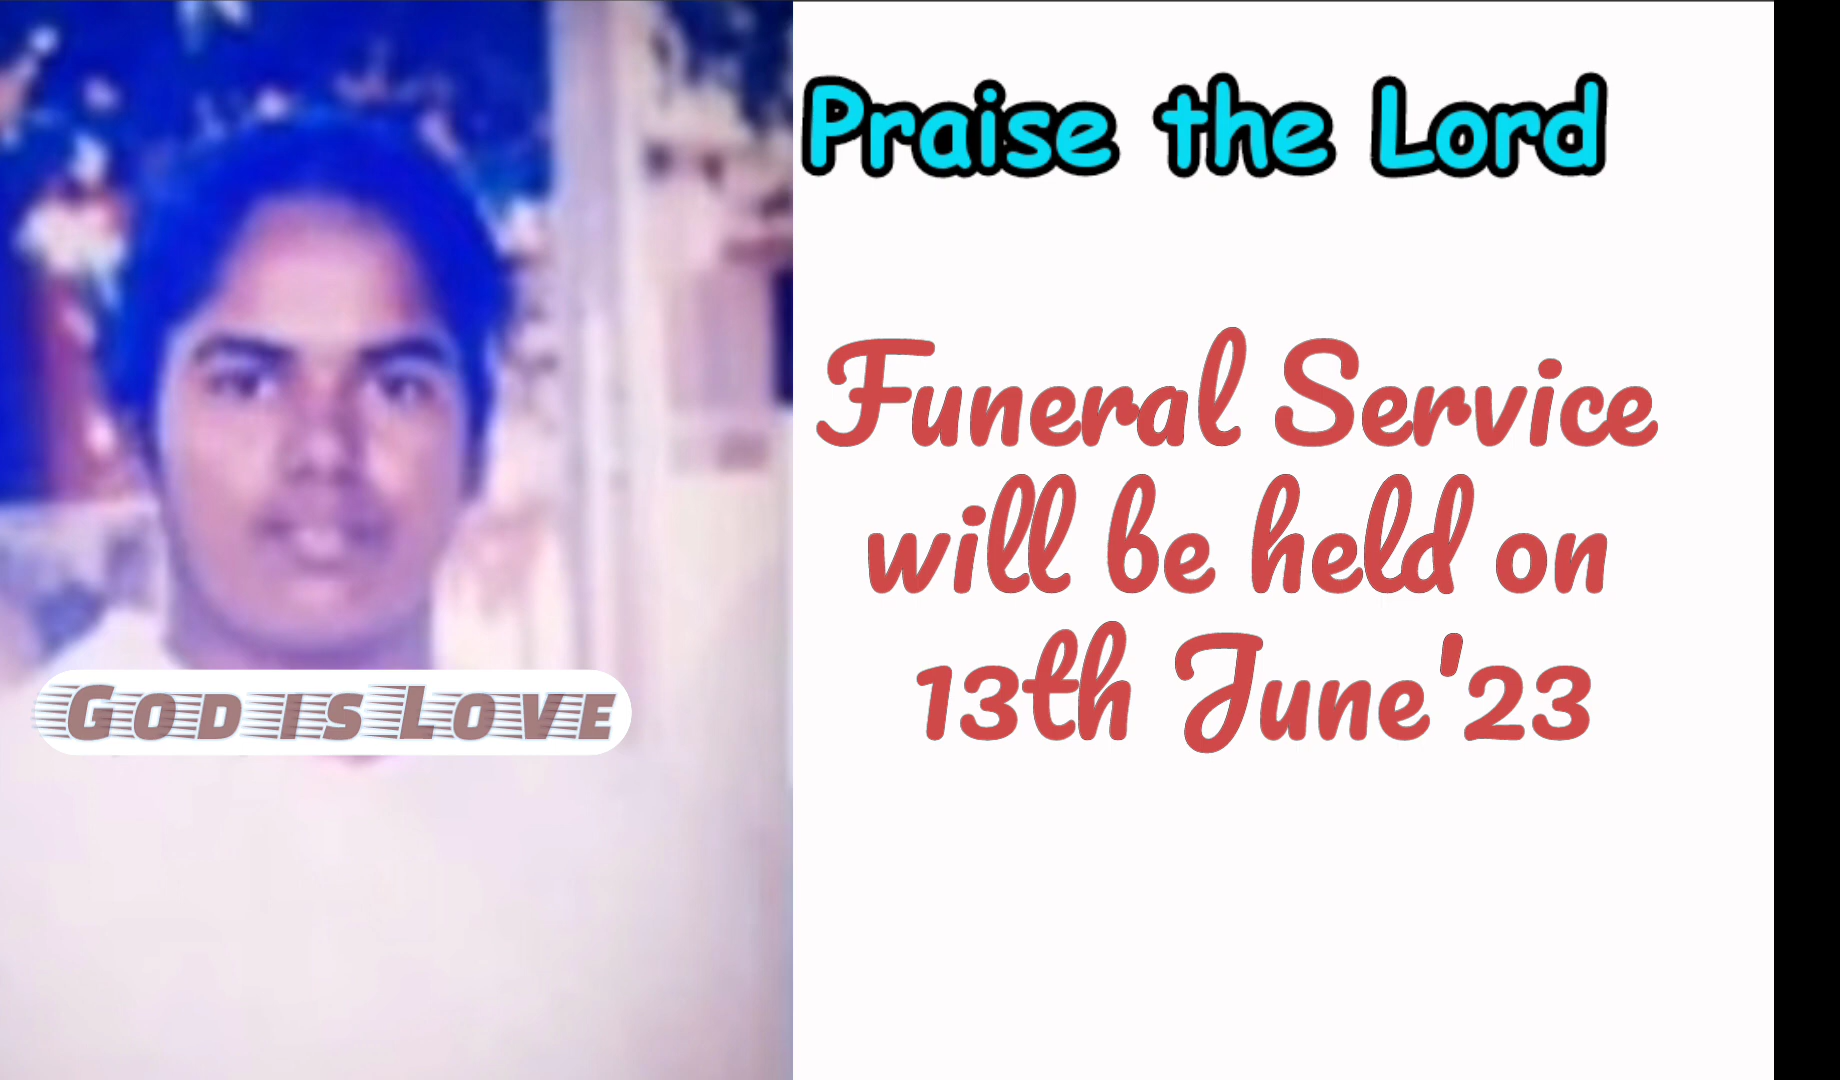 Praise the Lord
Funeral Service
will be held on
13th June'23
GOD IS LOVE